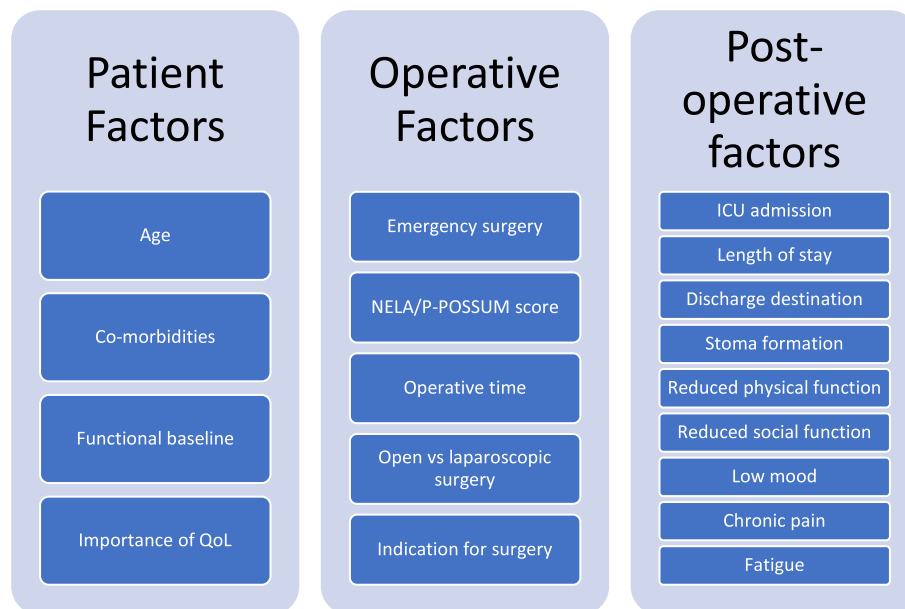 Patient
Factors
Age
Co-morbidities
Functional baseline
Importance of QoL
Operative
Factors
Emergency surgery
NELA/P-POSSUM score
Operative time
Open vs laparoscopic
surgery
Indication for surgery
Post-
operative
factors
ICU admission
Length of stay
Discharge destination
Stoma formation
Reduced physical function
Reduced social function
Low mood
Chronic pain
Fatigue